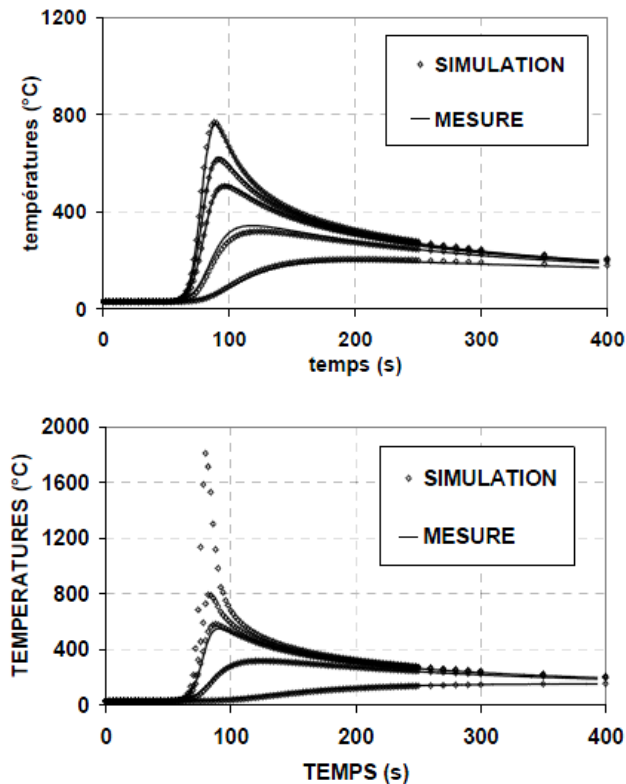 1200
800
400
0
températures (°C)
SIMULATION
MESURE
0 100 200 300 400
temps (s)
2000
1600
1200
800
400
0
TEMPERATURES (°C)
SIMULATION
MESURE
0 100 200 300 400
TEMPS (s)